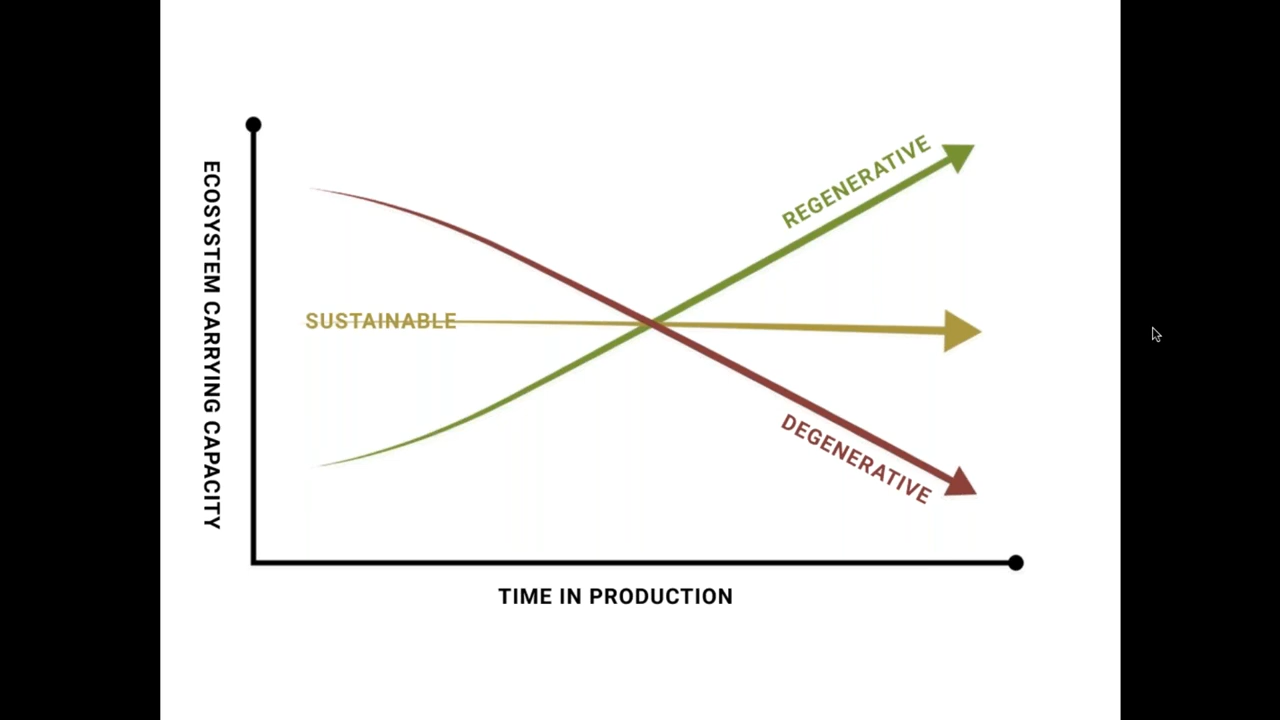 ECOSYSTEM CARRYING CAPACITY
REGENERATIVE
SUSTAINABLE
DEGENERATIVE
TIME IN PRODUCTION